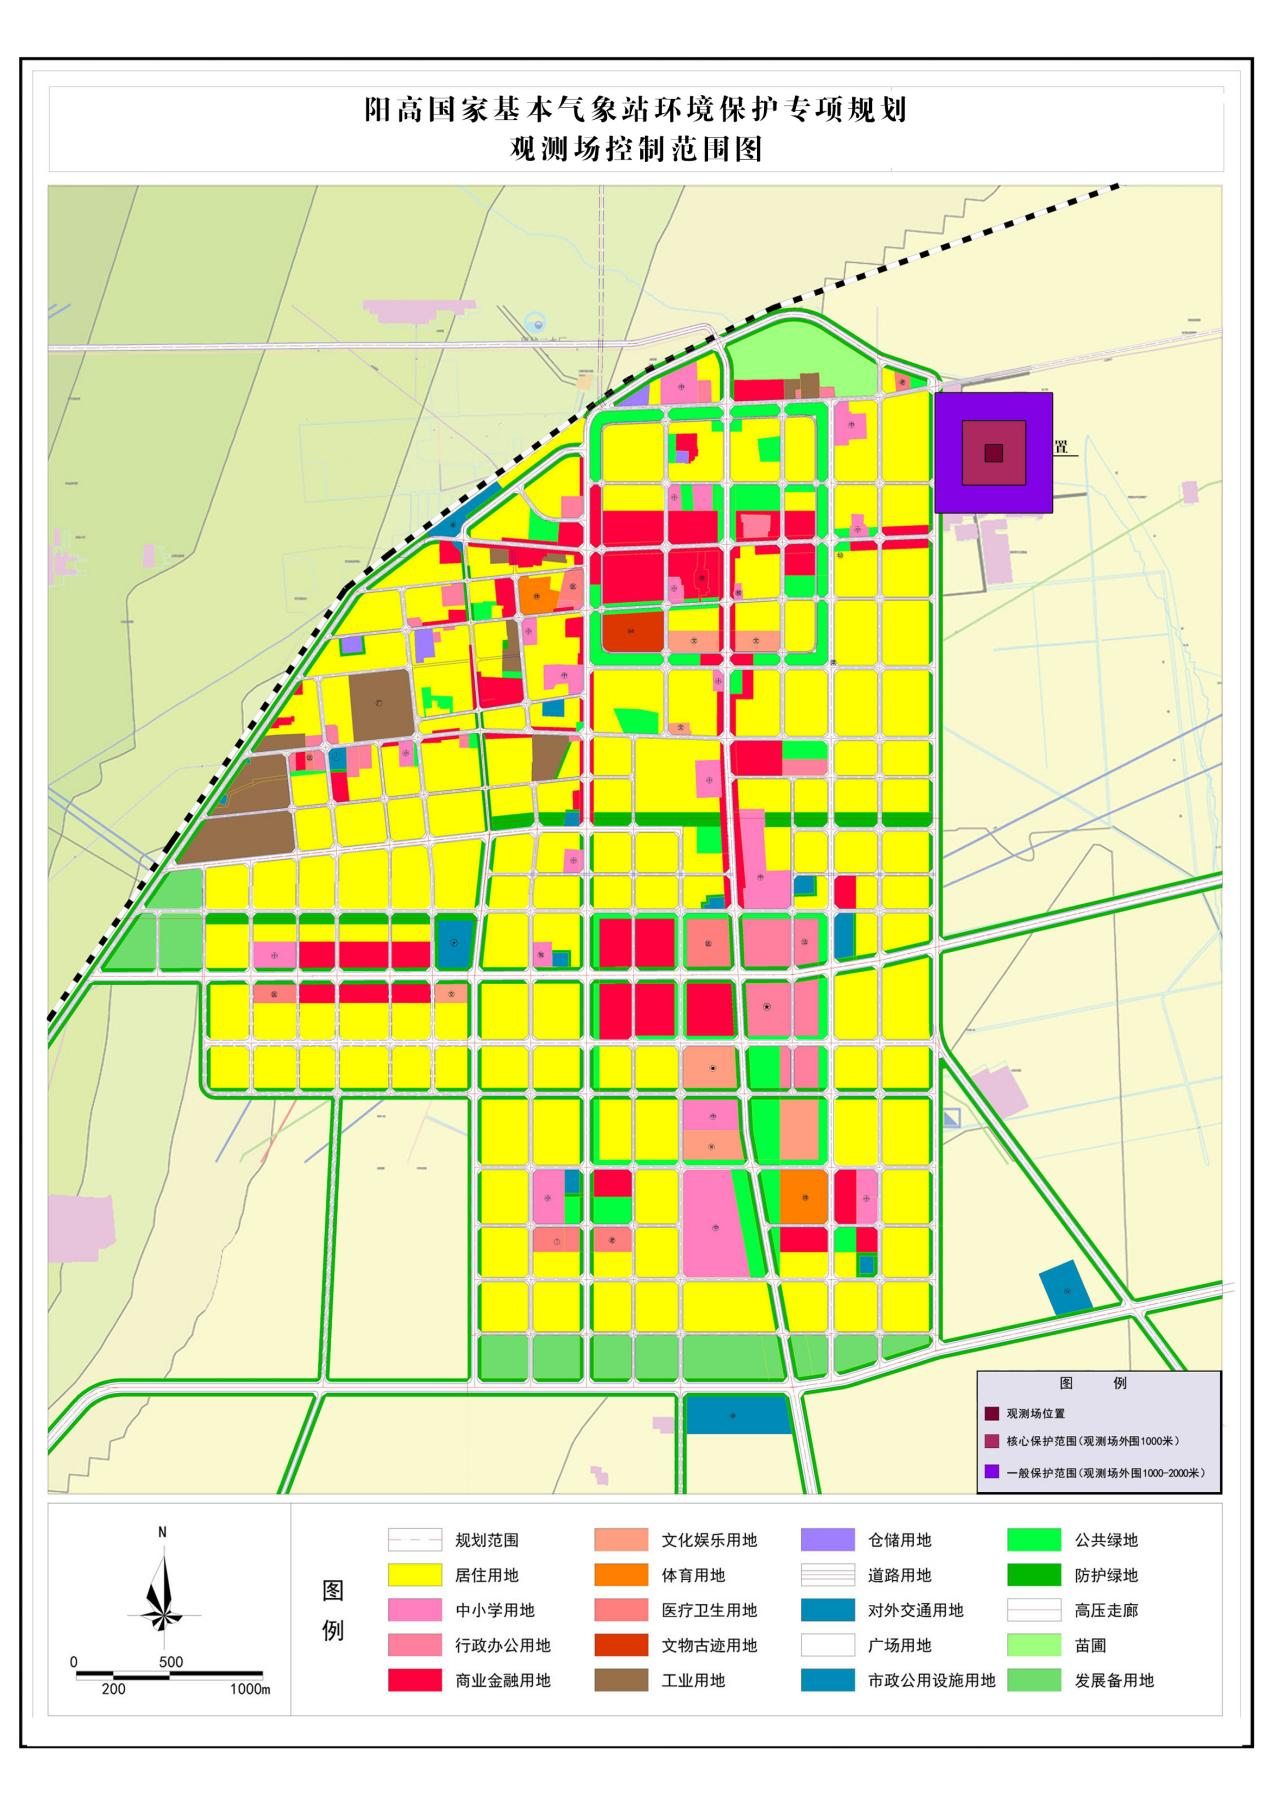 阳高国家基本气象站环境保护专项规划
观测场控制范围图
置
图 例
观测场位置
核心保护范围(观测场外围1000米)
一般保护范围(观测场外围1000-2000米)
N
0 500
200 1000m
图例
规划范围
居住用地
中小学用地
行政办公用地
商业金融用地
文化娱乐用地
体育用地
医疗卫生用地
文物古迹用地
工业用地
仓储用地
道路用地
对外交通用地
广场用地
市政公用设施用地
公共绿地
防护绿地
高压走廊
苗圃
发展备用地